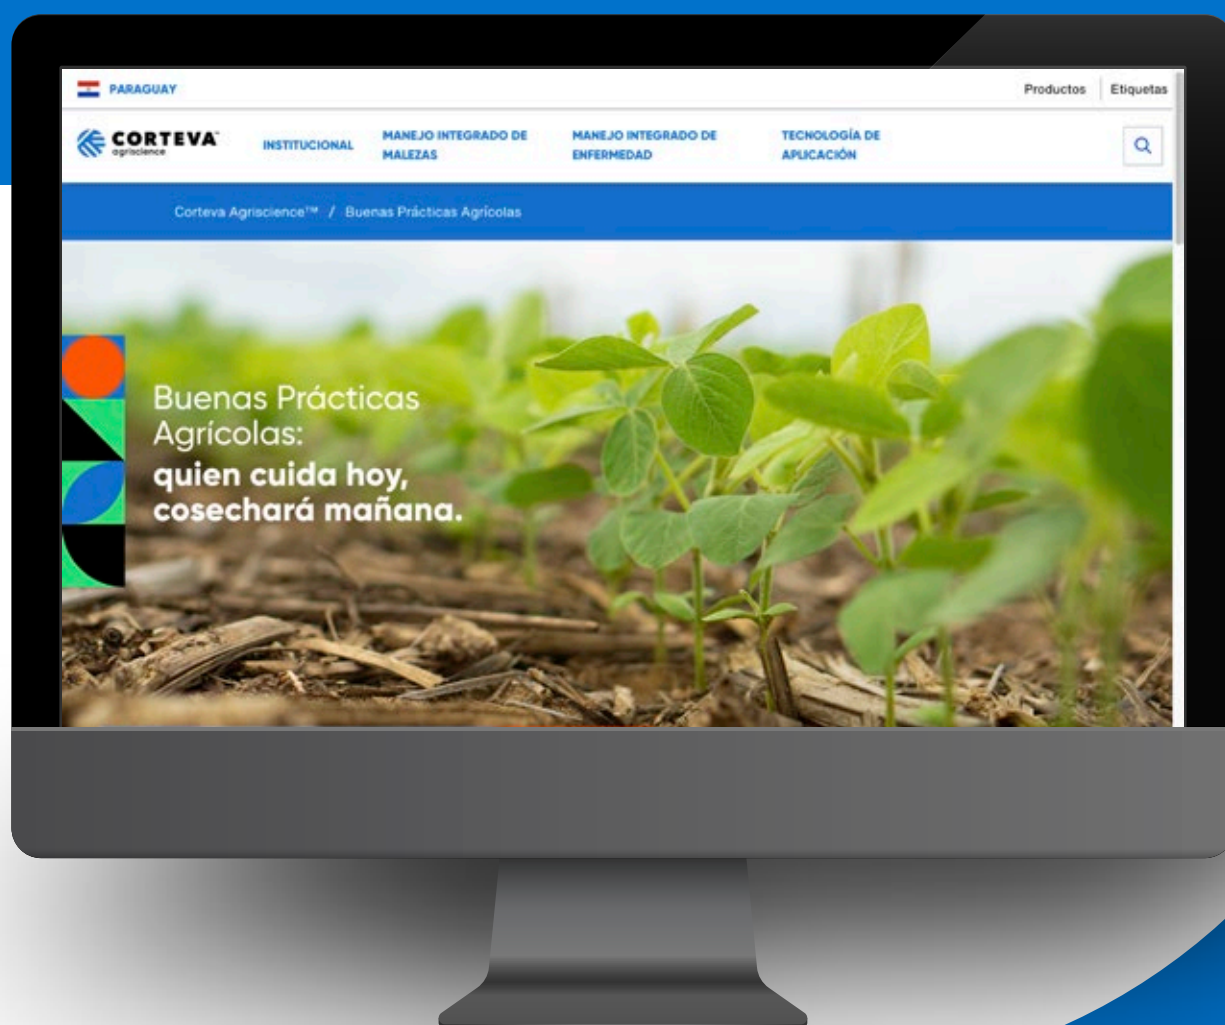 PARAGUAY
Productos
Etiquetas
CORTEVA™
agriscience
INSTITUCIONAL
MANEJO INTEGRADO DE
MALEZAS
MANEJO INTEGRADO DE
ENFERMEDAD
TECNOLOGÍA DE
APLICACIÓN
Corteva Agriscience™ / Buenas Prácticas Agrícolas
Buenas Prácticas
Agrícolas:
quien cuida hoy,
cosechará mañana.